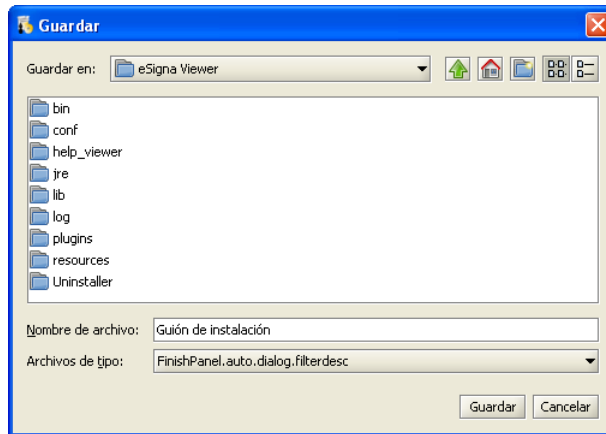 Guardar
Guardar en: eSigna Viewer
bin
conf
help_viewer
jre
lib
log
plugins
resources
Uninstaller
Nombre de archivo: Guión de instalación
Archivos de tipo: FinishPanel.auto.dialog.filterdesc
Guardar Cancelar